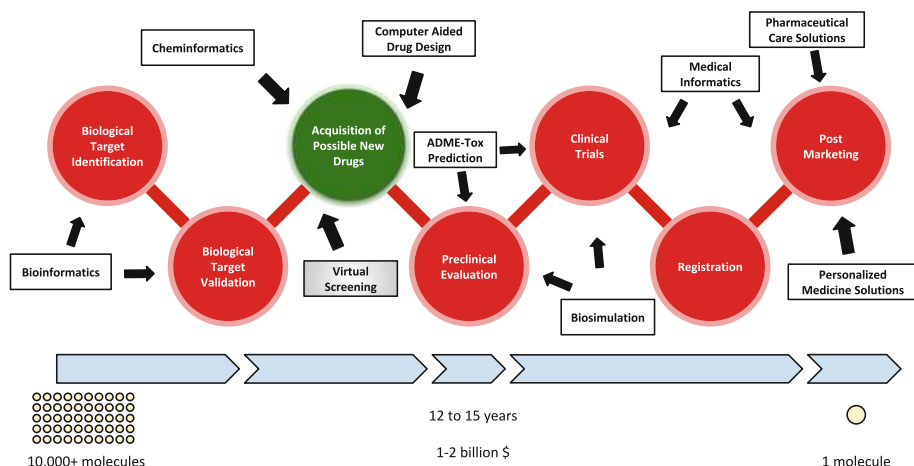 Pharmaceutical
Care Solutions
Computer Aided
Drug Design
Cheminformatics
Medical
Informatics
Biological
Target
Identification
Acquisition of
Possible New
Drugs
ADME-Tox
Prediction
Clinical
Trials
Post
Marketing
Bioinformatics
Biological
Target
Validation
Virtual
Screening
Preclinical
Evaluation
Biosimulation
Registration
Personalized
Medicine Solutions
12 to 15 years
10,000+ molecules
1-2 billion $
1 molecule